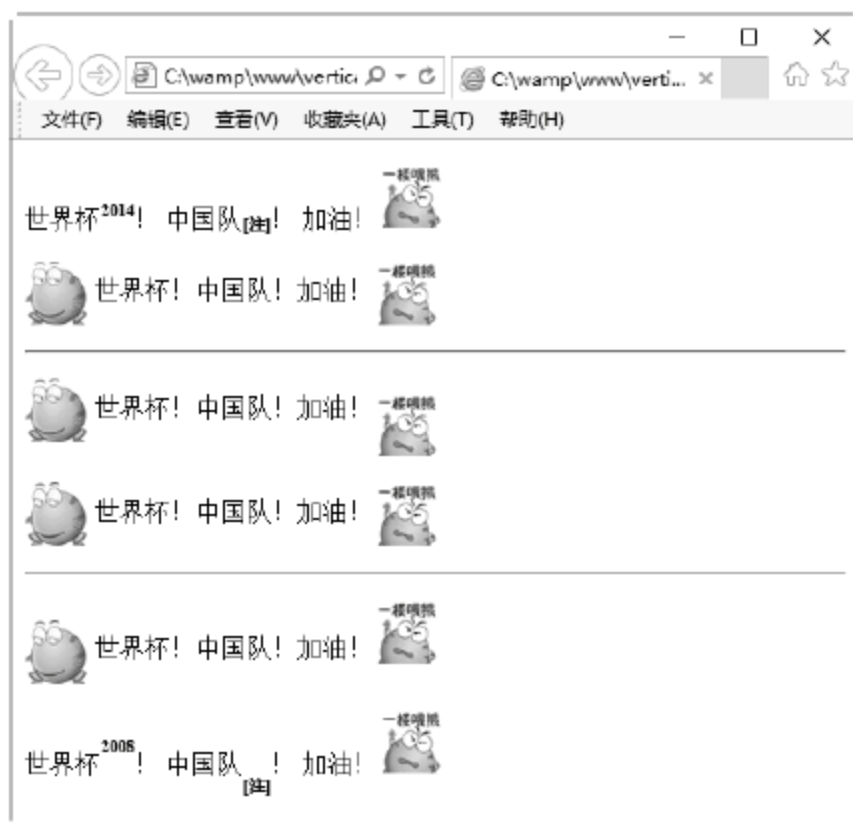 C:\wamp\www\vertic
C:\wamp\www\verti...
文件(F) 编辑(E) 查看(V) 收藏夹(A) 工具(T) 帮助(H)
世界杯2014！ 中国队[注]！ 加油！
世界杯！ 中国队！ 加油！
世界杯！ 中国队！ 加油！
世界杯！ 中国队！ 加油！
世界杯！ 中国队！ 加油！
世界杯2008！ 中国队[注]！ 加油！